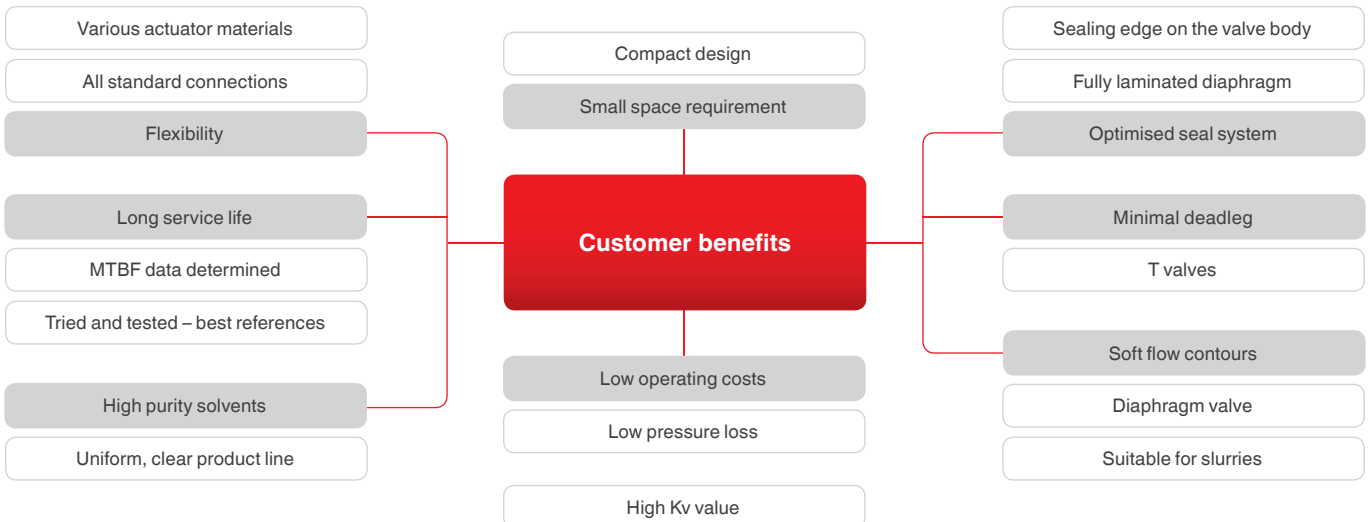 Various actuator materials
All standard connections
Flexibility
Long service life
MTBF data determined
Tried and tested – best references
High purity solvents
Uniform, clear product line
Compact design
Small space requirement
Customer benefits
Low operating costs
Low pressure loss
High Kv value
Sealing edge on the valve body
Fully laminated diaphragm
Optimised seal system
Minimal deadleg
T valves
Soft flow contours
Diaphragm valve
Suitable for slurries